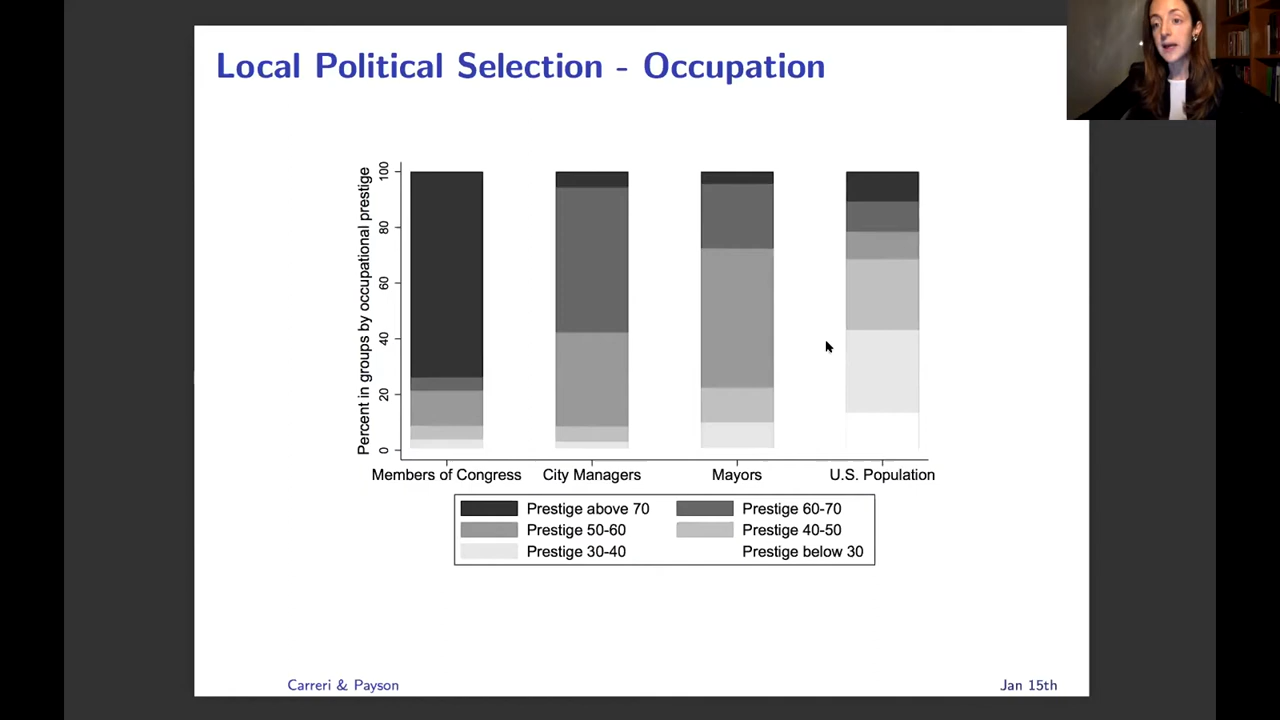 Local Political Selection - Occupation
Percent in groups by occupational prestige
100
80
60
40
20
0
Members of Congress City Managers Mayors U.S. Population
Prestige above 70 Prestige 60-70
Prestige 50-60 Prestige 40-50
Prestige 30-40 Prestige below 30
Carreri & Payson Jan 15th